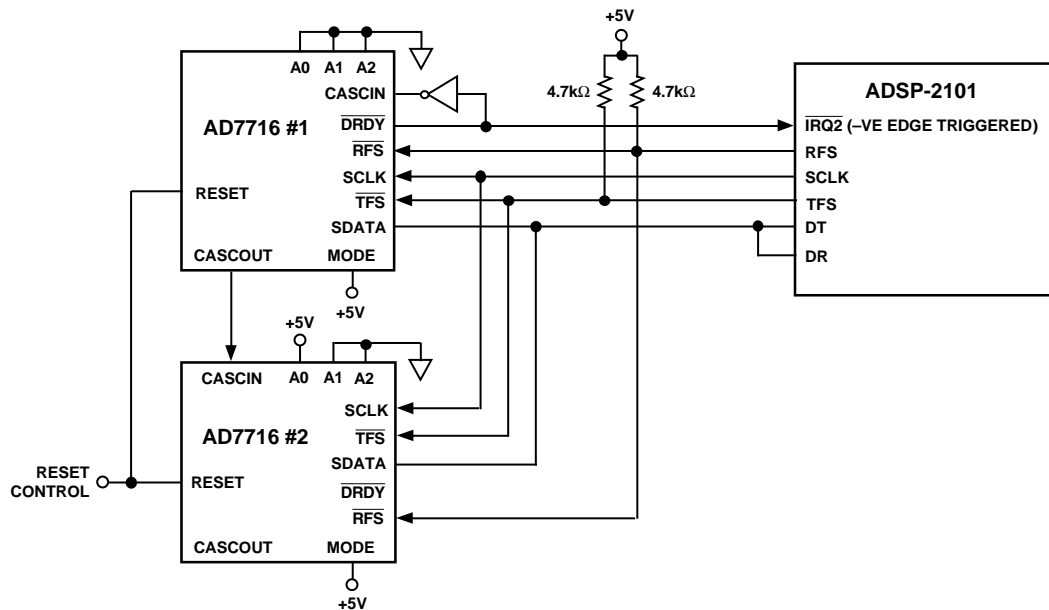 +5V
A0 A1 A2
CASCIN
4.7kΩ 4.7kΩ
ADSP-2101
AD7716 #1
DRDY
IRQ2 (–VE EDGE TRIGGERED)
RFS
RFS
SCLK
SCLK
RESET
TFS
TFS
SDATA
DT
CASCOUT MODE
DR
+5V
+5V
CASCIN A0 A1 A2
SCLK
AD7716 #2
TFS
SDATA
RESET
CONTROL
RESET
DRDY
RFS
CASCOUT MODE
+5V